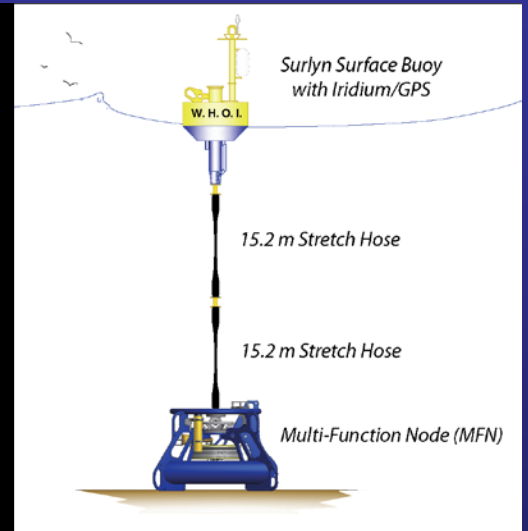 Surlyn Surface Buoy
with Iridium/GPS
W. H. O. I.
15.2 m Stretch Hose
15.2 m Stretch Hose
Multi-Function Node (MFN)